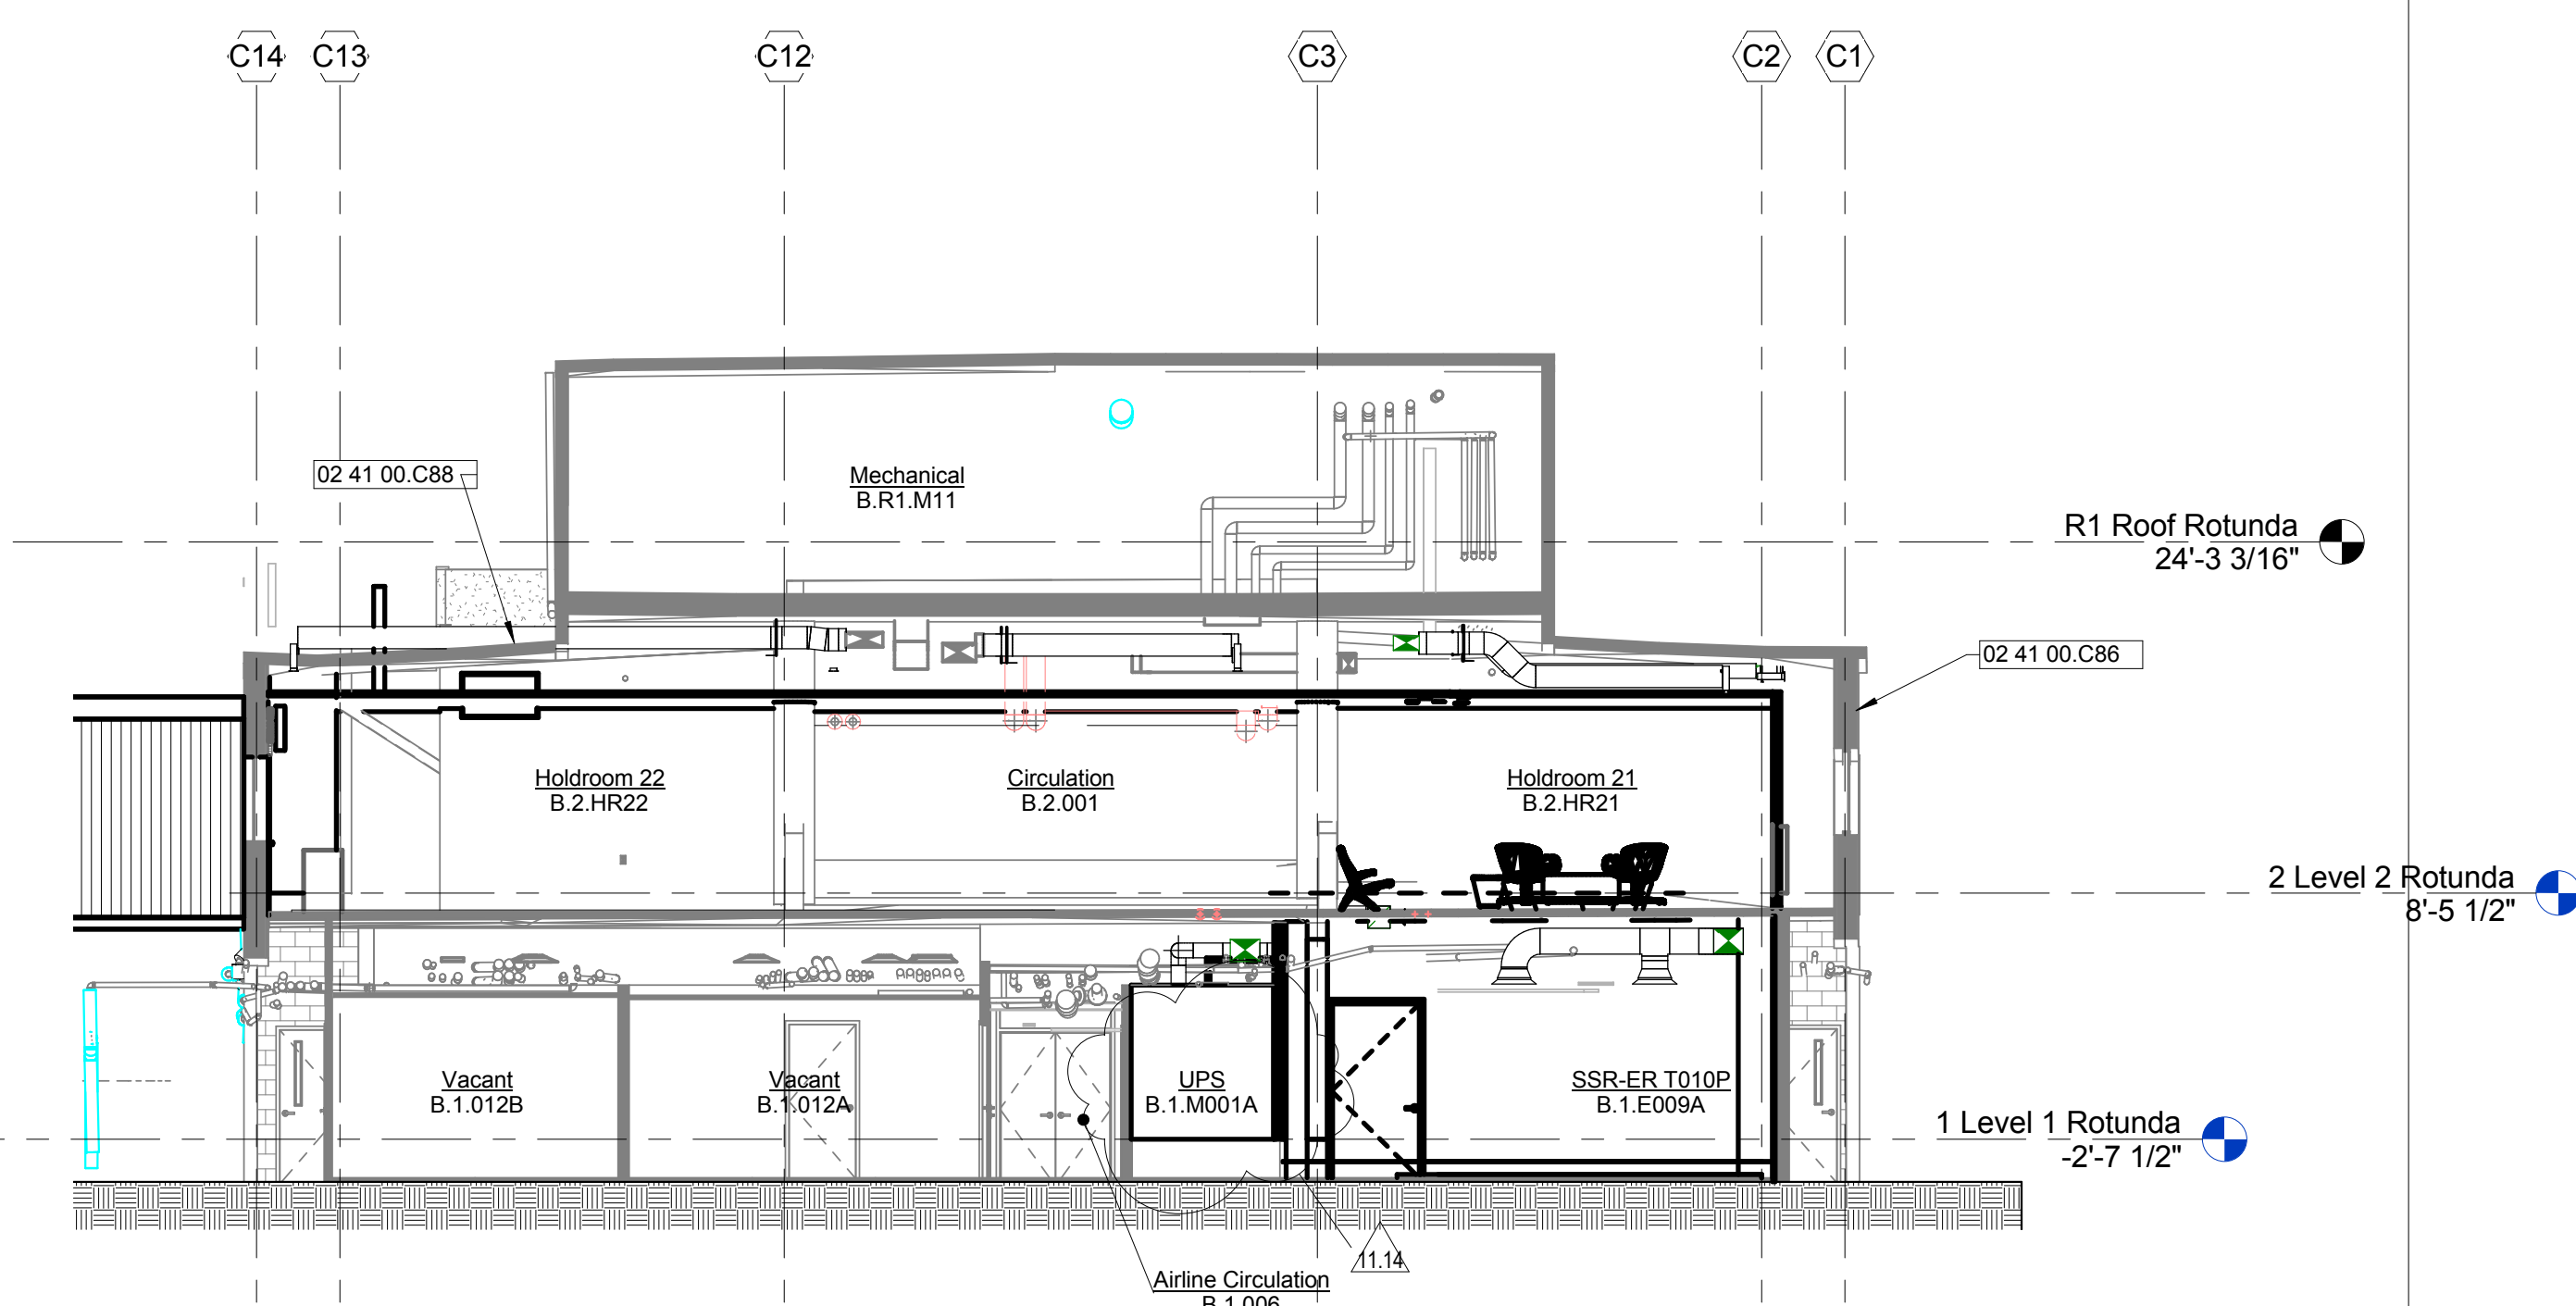 C14 C13 C12 C3 C2 C1
02 41 00.C88
Mechanical
B.R1.M11
R1 Roof Rotunda
24'-3 3/16"
02 41 00.C86
Holdroom 22
B.2.HR22
Circulation
B.2.001
Holdroom 21
B.2.HR21
2 Level 2 Rotunda
8'-5 1/2"
Vacant
B.1.012B
Vacant
B.1.012A
UPS
B.1.M001A
SSR-ER T010P
B.1.E009A
1 Level 1 Rotunda
-2'-7 1/2"
11.14
Airline Circulation
B.1.006